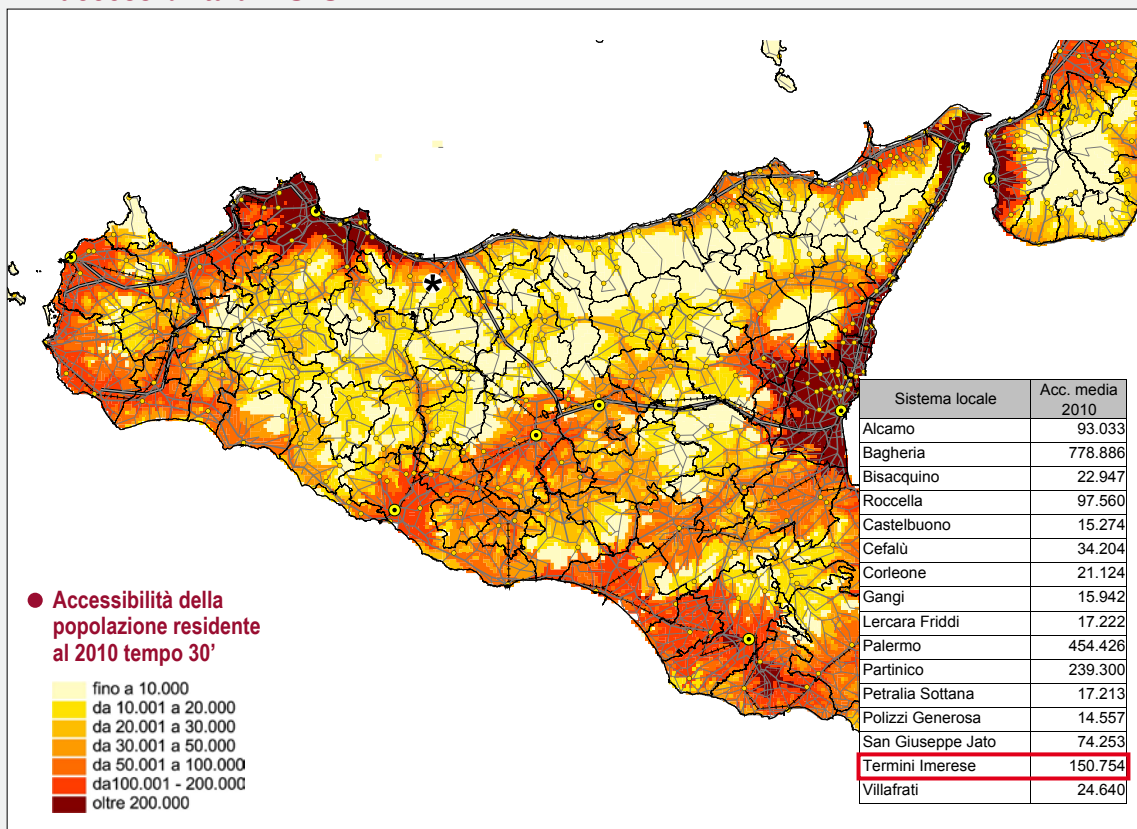 Sistema locale Acc. media 2010
Alcamo 93.033
Bagheria 778.886
Bisacquino 22.947
Roccella 97.560
Castelbuono 15.274
Cefalù 34.204
Corleone 21.124
Gangi 15.942
Lercara Friddi 17.222
Palermo 454.426
Partinico 239.300
Petralia Sottana 17.213
Polizzi Generosa 14.557
San Giuseppe Jato 74.253
Termini Imerese 150.754
Villafrati 24.640
*
Accessibilità della
popolazione residente
al 2010 tempo 30’
fino a 10.000
da 10.001 a 20.000
da 20.001 a 30.000
da 30.001 a 50.000
da 50.001 a 100.000
da100.001 - 200.000
oltre 200.000